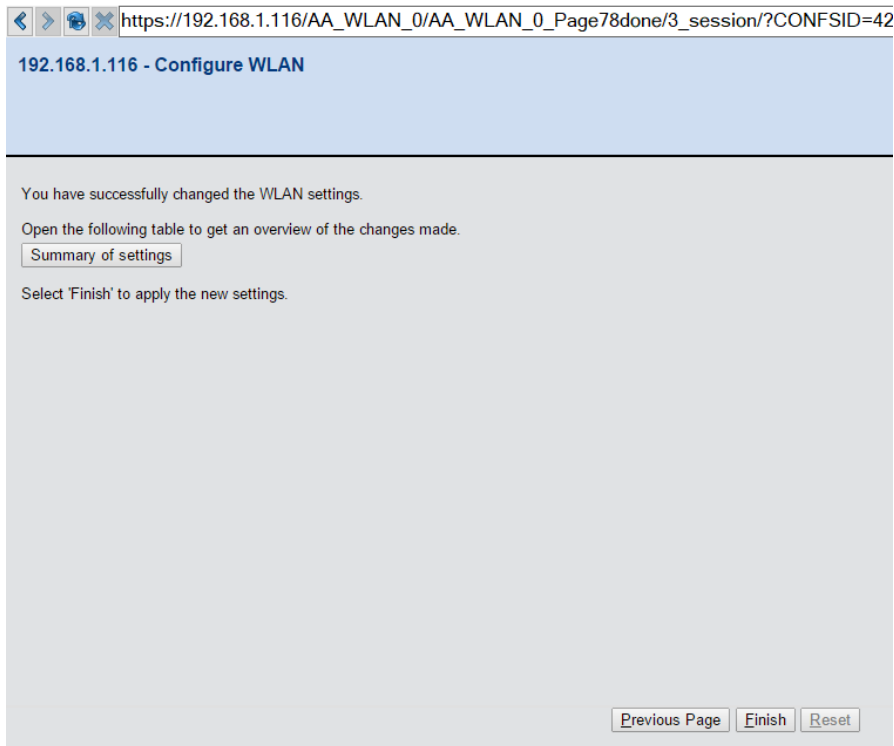 https://192.168.1.116/AA_WLAN_0/AA_WLAN_0_Page78done/3_session/?CONFSID=42
192.168.1.116 - Configure WLAN
You have successfully changed the WLAN settings.
Open the following table to get an overview of the changes made.
Summary of settings
Select 'Finish' to apply the new settings.
Previous Page Finish Reset